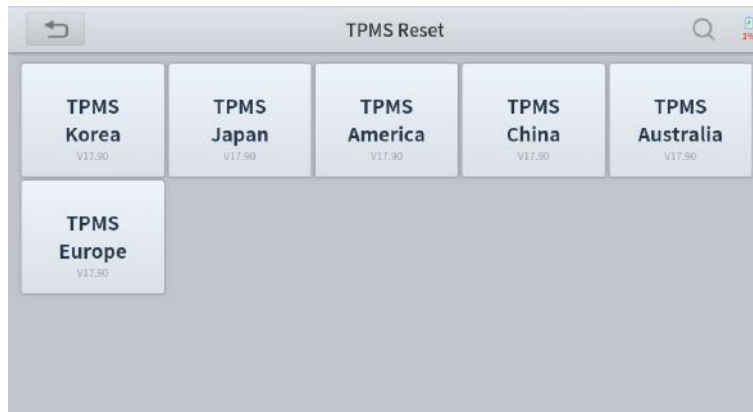 TPMS Reset
TPMS
Korea
V17.90
TPMS
Japan
V17.90
TPMS
America
V17.90
TPMS
China
V17.90
TPMS
Australia
V17.90
TPMS
Europe
V17.90